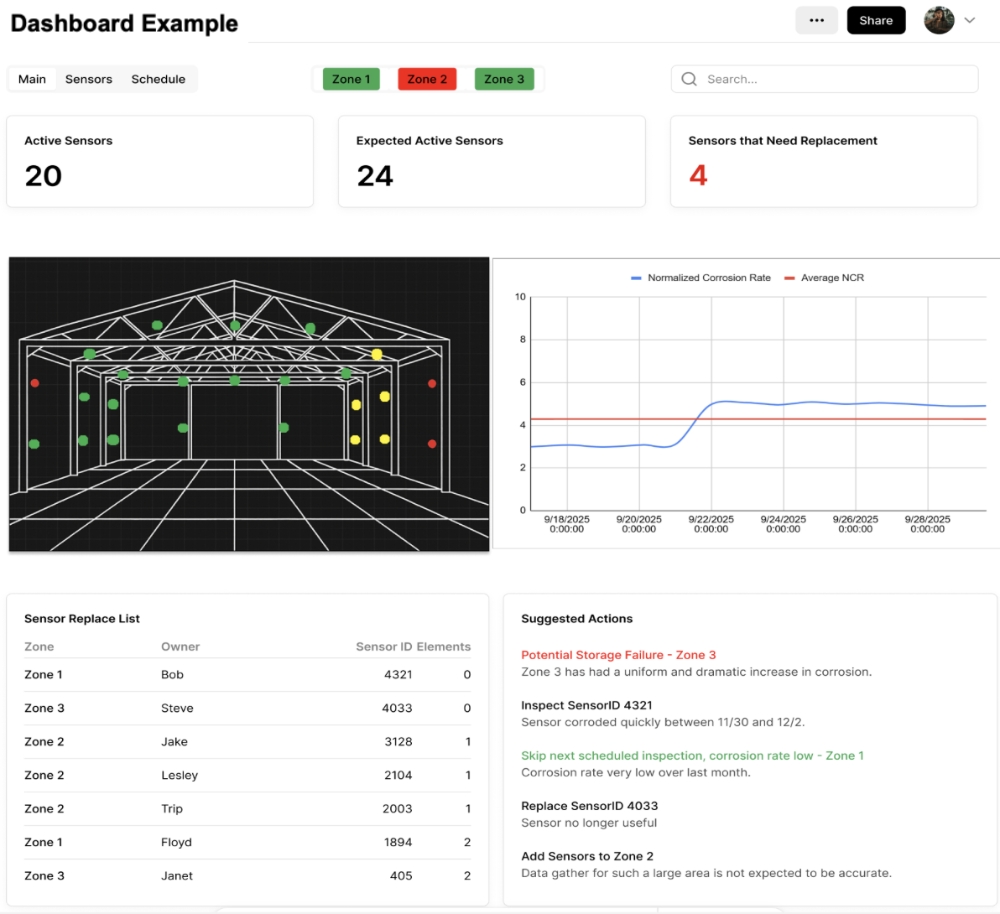 Dashboard Example
... Share
Main Sensors Schedule Zone 1 Zone 2 Zone 3 Search...
Active Sensors
20
Expected Active Sensors
24
Sensors that Need Replacement
4
Normalized Corrosion Rate Average NCR
10
8
6
4
2
0
9/18/2025 9/20/2025 9/22/2025 9/24/2025 9/26/2025 9/28/2025
0:00:00 0:00:00 0:00:00 0:00:00 0:00:00 0:00:00
Sensor Replace List
Zone Owner Sensor ID Elements
Zone 1 Bob 4321 0
Zone 3 Steve 4033 0
Zone 2 Jake 3128 1
Zone 2 Lesley 2104 1
Zone 2 Trip 2003 1
Zone 1 Floyd 1894 2
Zone 3 Janet 405 2
Suggested Actions
Potential Storage Failure - Zone 3
Zone 3 has had a uniform and dramatic increase in corrosion.
Inspect SensorID 4321
Sensor corroded quickly between 11/30 and 12/2.
Skip next scheduled inspection, corrosion rate low - Zone 1
Corrosion rate very low over last month.
Replace SensorID 4033
Sensor no longer useful
Add Sensors to Zone 2
Data gather for such a large area is not expected to be accurate.